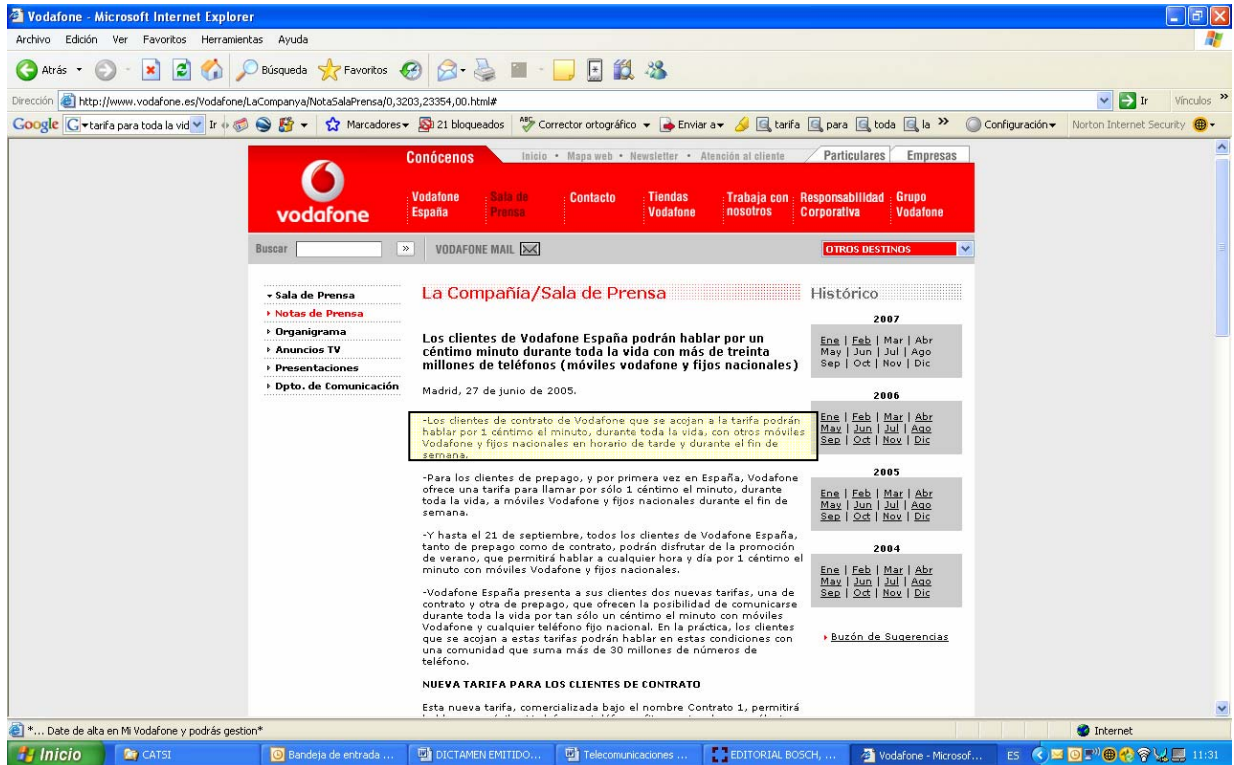 Vodafone - Microsoft Internet Explorer
Archivo Edición Ver Favoritos Herramientas Ayuda
Atrás Búsqueda Favoritos
Dirección http://www.vodafone.es/Vodafone/LaCompanya/NotaSalaPrensa/0,3203,23354,00.html# Ir Vínculos »
Google G tarifa para toda la vid Ir Marcadores 21 bloqueados Corrector ortográfico Enviar a tarifa para toda la » Configuración Norton Internet Security
Conócenos Inicio • Mapa web • Newsletter • Atención al cliente Particulares Empresas
vodafone
Vodafone España
Sala de Prensa
Contacto
Tiendas Vodafone
Trabaja con nosotros
Responsabilidad Corporativa
Grupo Vodafone
Buscar » VODAFONE MAIL OTROS DESTINOS
Sala de Prensa
Notas de Prensa
Organigrama
Anuncios TV
Presentaciones
Dpto. de Comunicación
La Compañía/Sala de Prensa
Los clientes de Vodafone España podrán hablar por un
céntimo minuto durante toda la vida con más de treinta
millones de teléfonos (móviles vodafone y fijos nacionales)
Madrid, 27 de junio de 2005.
-Los clientes de contrato de Vodafone que se acojan a la tarifa podrán
hablar por 1 céntimo el minuto, durante toda la vida, con otros móviles
Vodafone y fijos nacionales en horario de tarde y durante el fin de
semana.
-Para los clientes de prepago, y por primera vez en España, Vodafone
ofrece una tarifa para llamar por sólo 1 céntimo el minuto, durante
toda la vida, a móviles Vodafone y fijos nacionales durante el fin de
semana.
-Y hasta el 21 de septiembre, todos los clientes de Vodafone España,
tanto de prepago como de contrato, podrán disfrutar de la promoción
de verano, que permitirá hablar a cualquier hora y día por 1 céntimo el
minuto con móviles Vodafone y fijos nacionales.
-Vodafone España presenta a sus clientes dos nuevas tarifas, una de
contrato y otra de prepago, que ofrecen la posibilidad de comunicarse
durante toda la vida por tan sólo un céntimo el minuto con móviles
Vodafone y cualquier teléfono fijo nacional. En la práctica, los clientes
que se acojan a estas tarifas podrán hablar en estas condiciones con
una comunidad que suma más de 30 millones de números de
teléfono.
NUEVA TARIFA PARA LOS CLIENTES DE CONTRATO
Esta nueva tarifa, comercializada bajo el nombre Contrato 1, permitirá
Histórico
2007
Ene | Feb | Mar | Abr
May | Jun | Jul | Ago
Sep | Oct | Nov | Dic
2006
Ene | Feb | Mar | Abr
May | Jun | Jul | Ago
Sep | Oct | Nov | Dic
2005
Ene | Feb | Mar | Abr
May | Jun | Jul | Ago
Sep | Oct | Nov | Dic
2004
Ene | Feb | Mar | Abr
May | Jun | Jul | Ago
Sep | Oct | Nov | Dic
Buzón de Sugerencias
*... Date de alta en Mi Vodafone y podrás gestion* Internet
Inicio CATSI Bandeja de entrada ... DICTAMEN EMITIDO... Telecomunicaciones ... EDITORIAL BOSCH, ... Vodafone - Microsof... ES 11:31